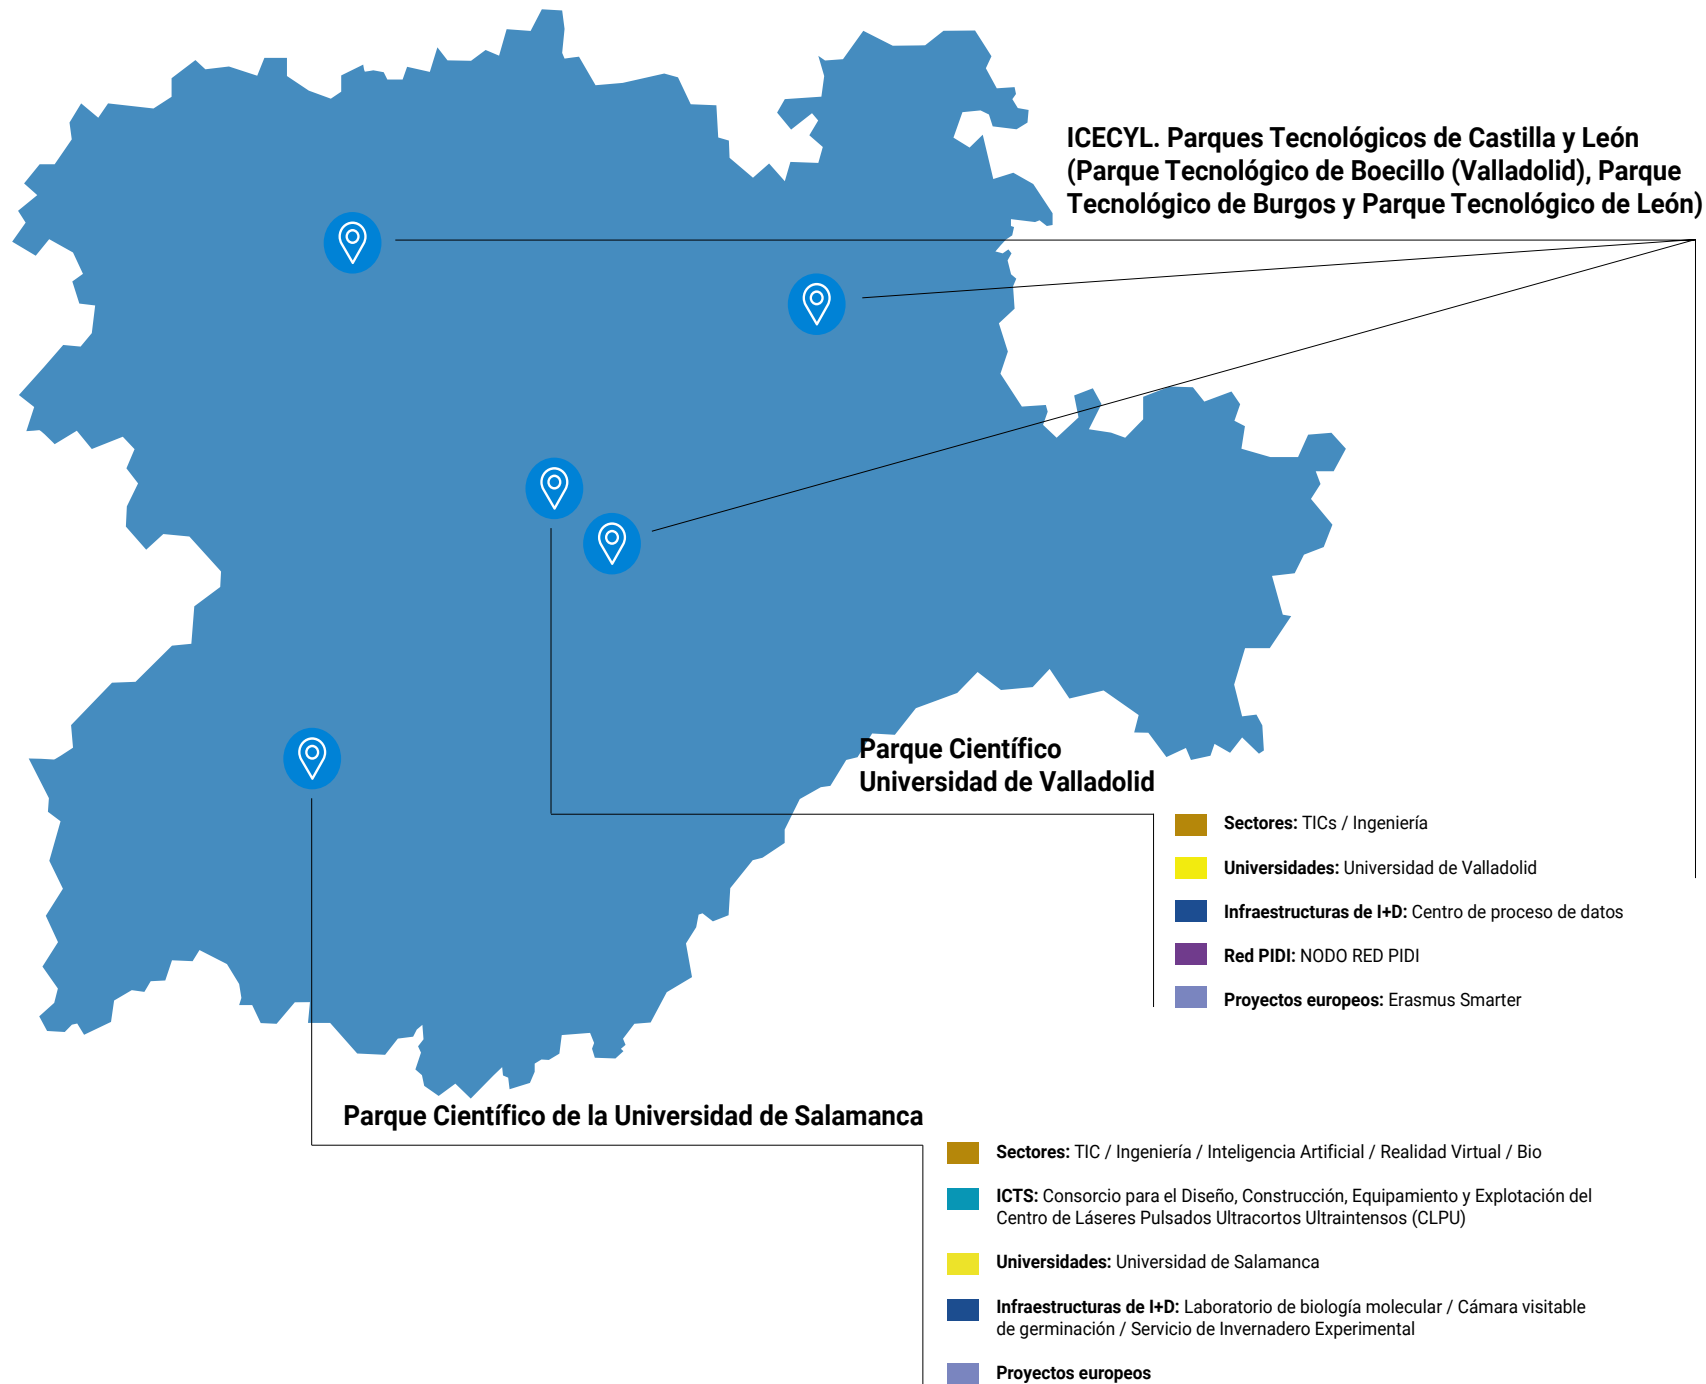 ICECYL. Parques Tecnológicos de Castilla y León
(Parque Tecnológico de Boecillo (Valladolid), Parque
Tecnológico de Burgos y Parque Tecnológico de León)
Parque Científico
Universidad de Valladolid
Sectores: TICs / Ingeniería
Universidades: Universidad de Valladolid
Infraestructuras de I+D: Centro de proceso de datos
Red PIDI: NODO RED PIDI
Proyectos europeos: Erasmus Smarter
Parque Científico de la Universidad de Salamanca
Sectores: TIC / Ingeniería / Inteligencia Artificial / Realidad Virtual / Bio
ICTS: Consorcio para el Diseño, Construcción, Equipamiento y Explotación del
Centro de Láseres Pulsados Ultracortos Ultraintensos (CLPU)
Universidades: Universidad de Salamanca
Infraestructuras de I+D: Laboratorio de biología molecular / Cámara visitable
de germinación / Servicio de Invernadero Experimental
Proyectos europeos